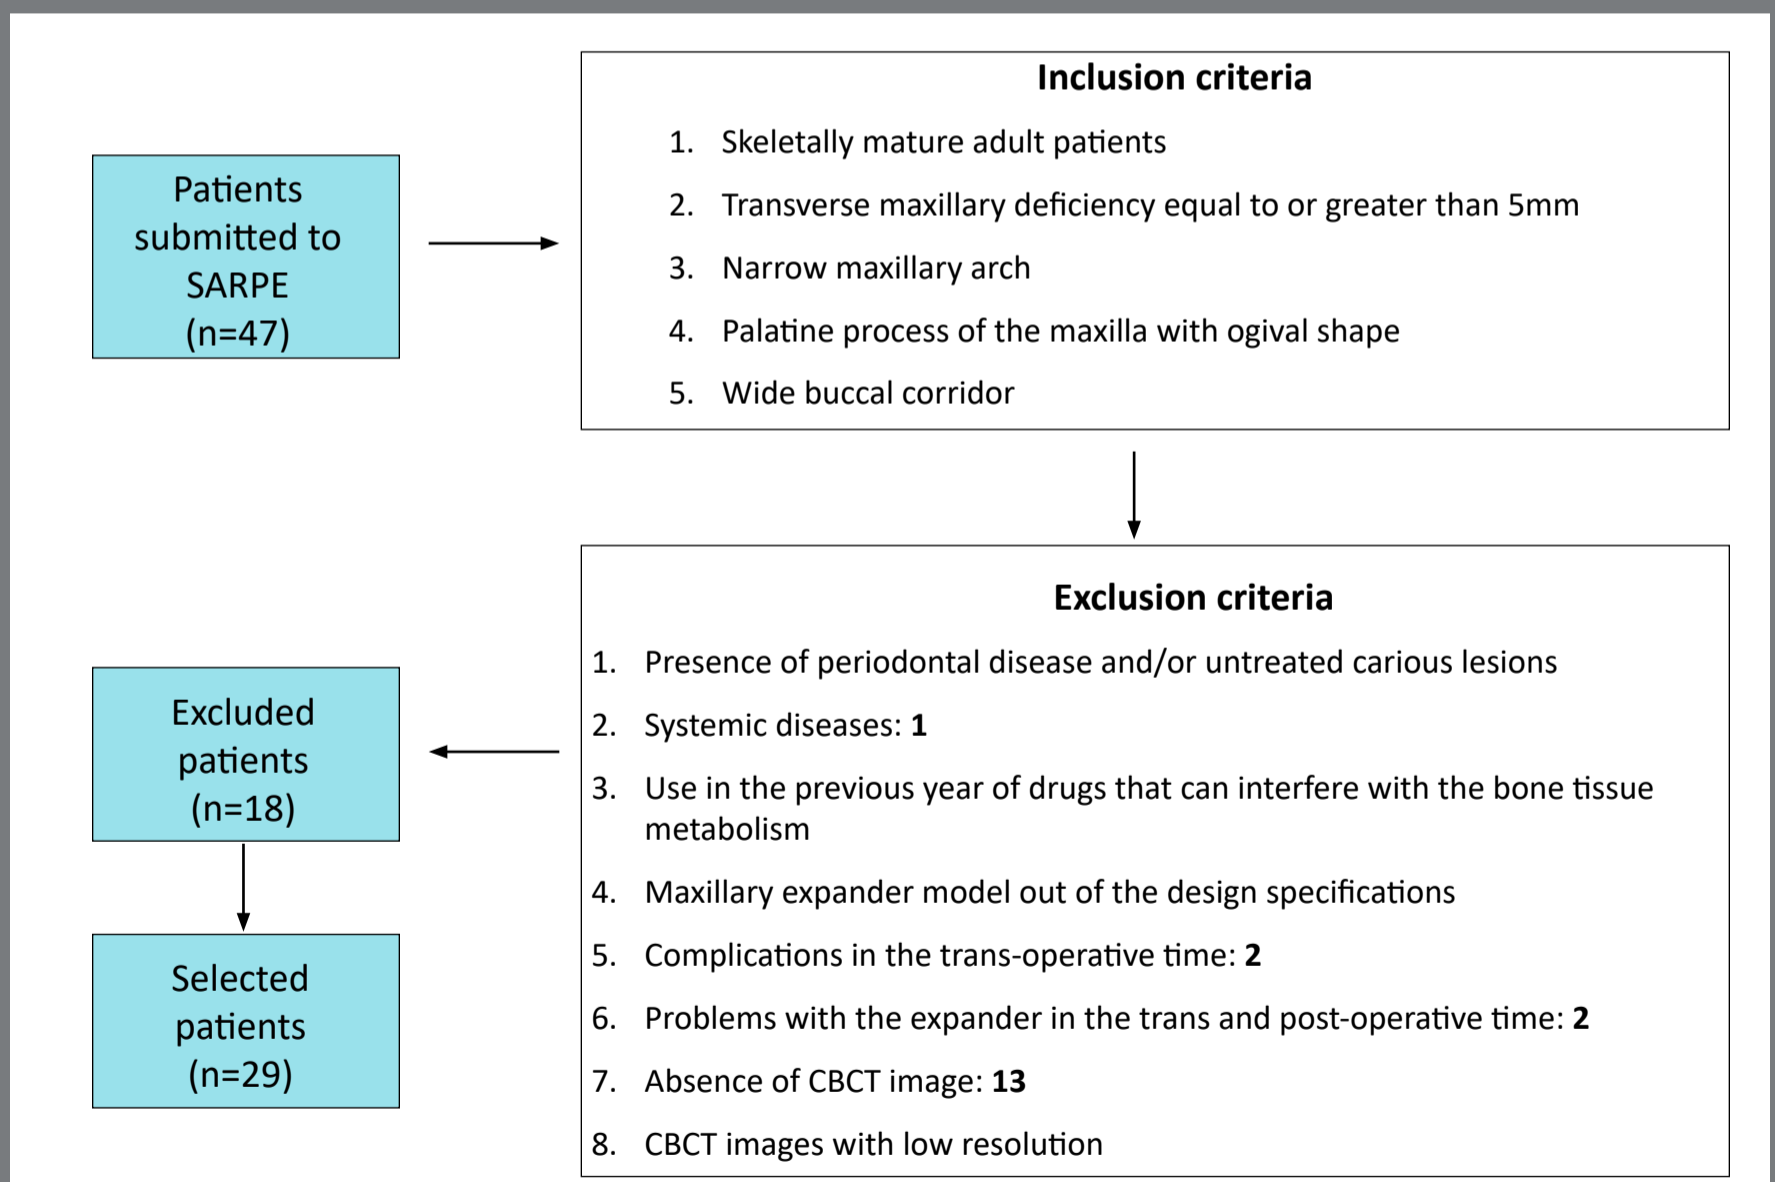 Patients
submitted to
SARPE
(n=47)
Inclusion criteria
1. Skeletally mature adult patients
2. Transverse maxillary deficiency equal to or greater than 5mm
3. Narrow maxillary arch
4. Palatine process of the maxilla with ogival shape
5. Wide buccal corridor
Exclusion criteria
1. Presence of periodontal disease and/or untreated carious lesions
2. Systemic diseases: 1
3. Use in the previous year of drugs that can interfere with the bone tissue
metabolism
4. Maxillary expander model out of the design specifications
5. Complications in the trans-operative time: 2
6. Problems with the expander in the trans and post-operative time: 2
7. Absence of CBCT image: 13
8. CBCT images with low resolution
Excluded
patients
(n=18)
Selected
patients
(n=29)